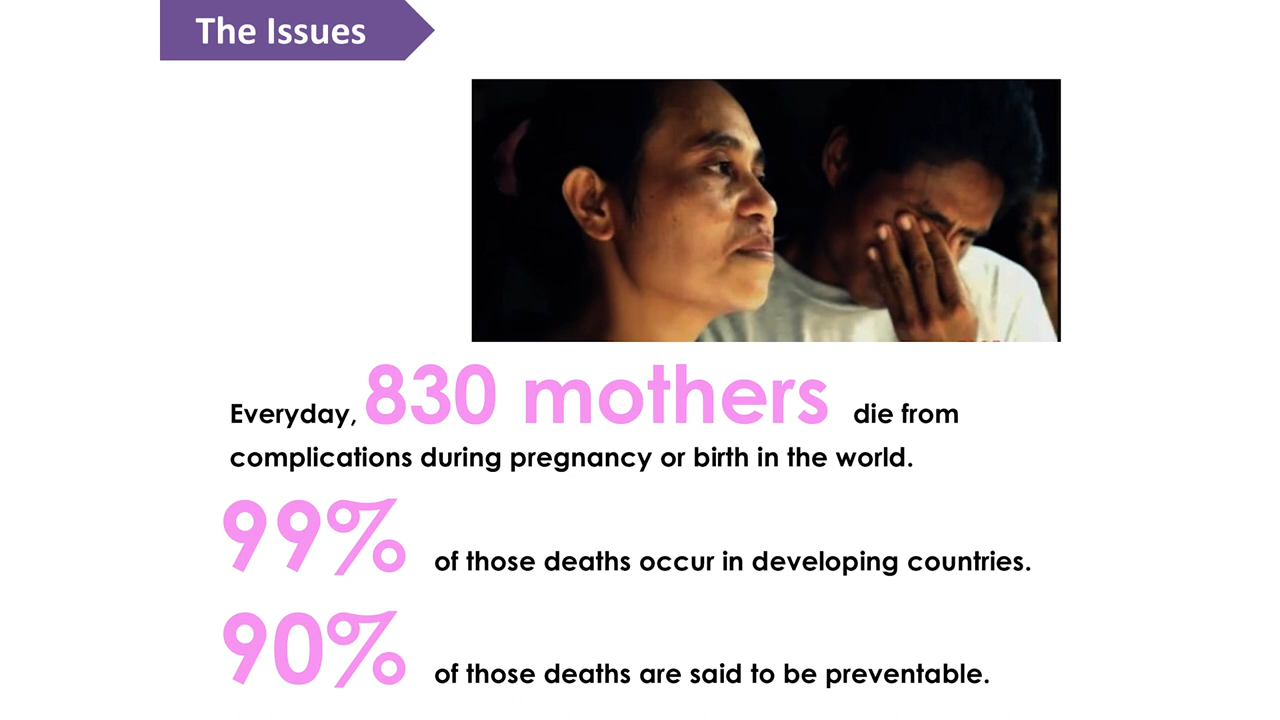 The Issues
Everyday, 830 mothers die from
complications during pregnancy or birth in the world.
99% of those deaths occur in developing countries.
90% of those deaths are said to be preventable.